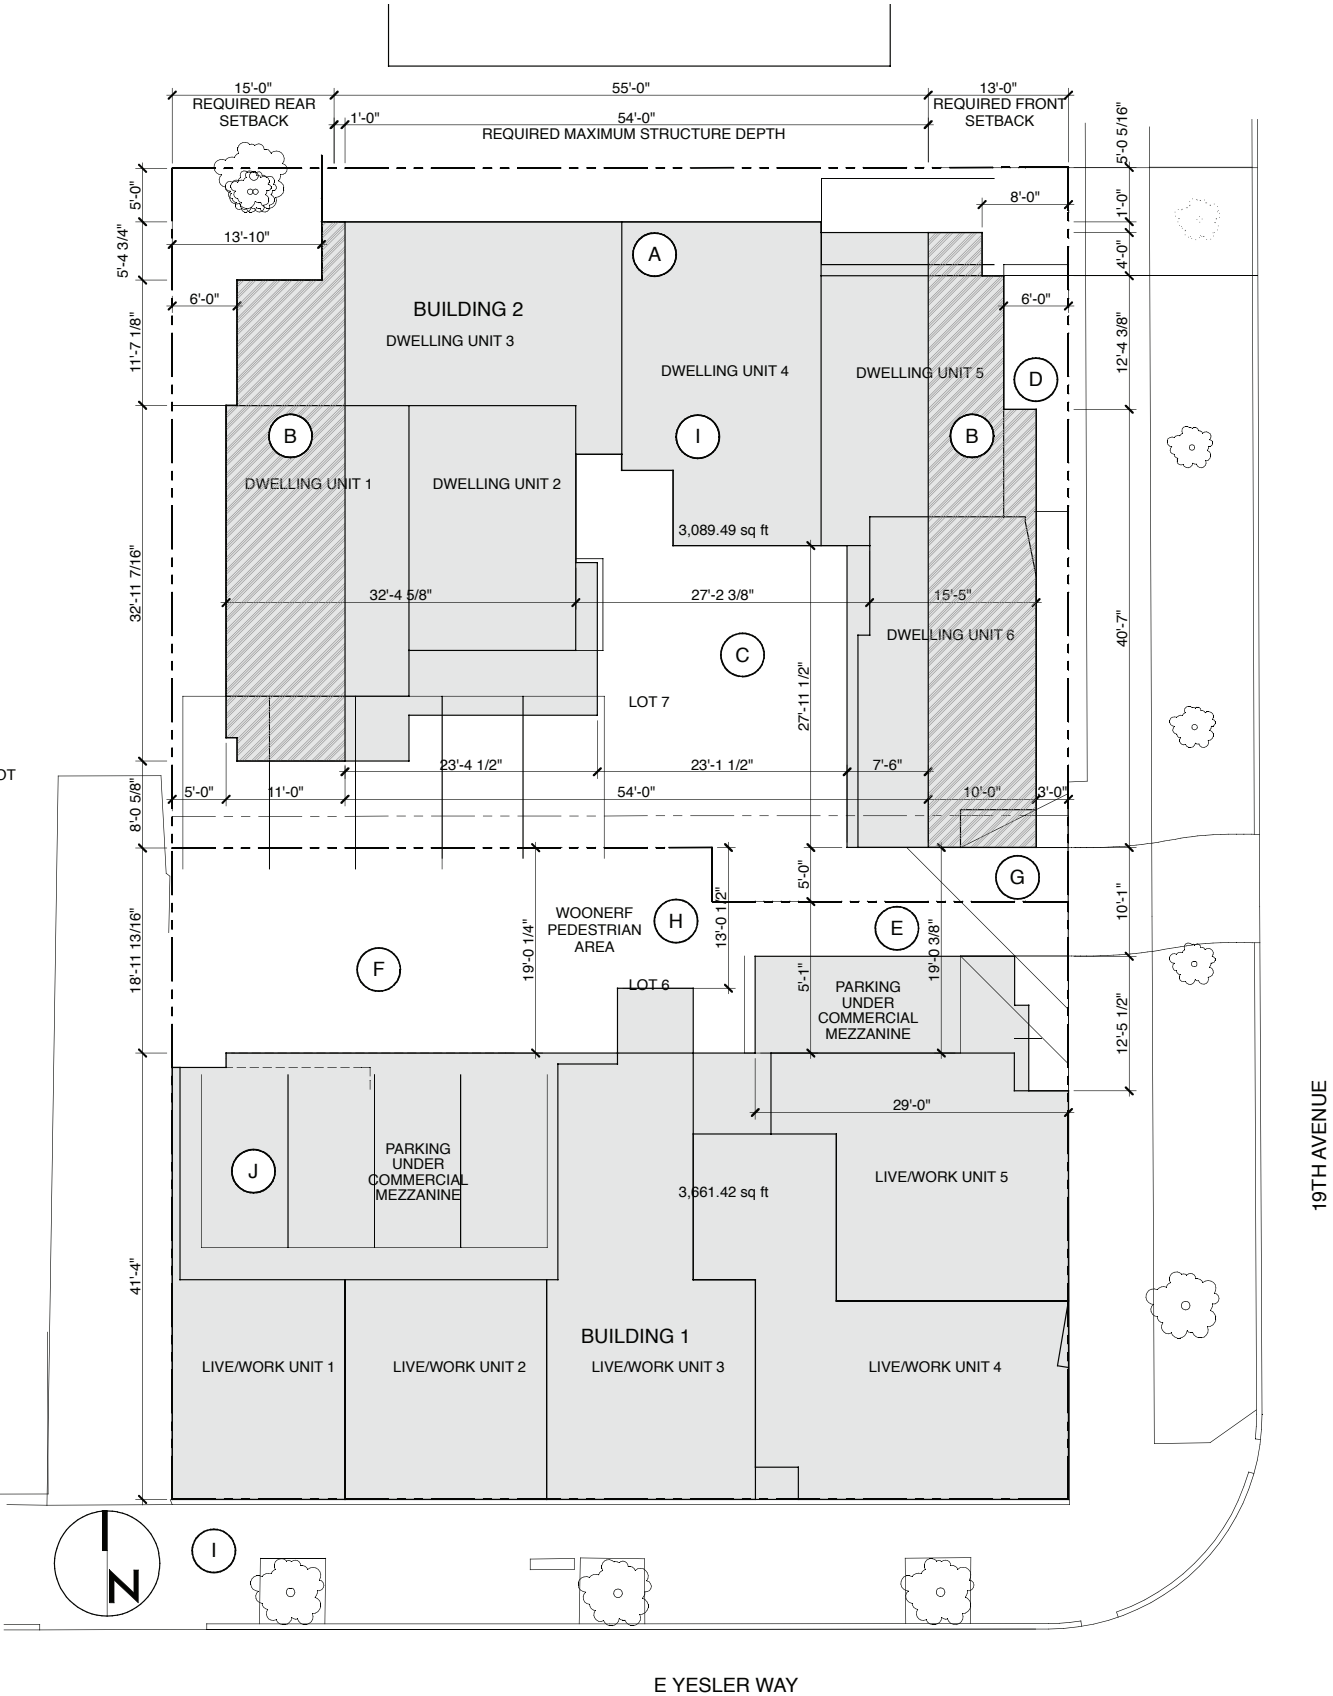 15'-0"
55'-0"
13'-0"
REQUIRED REAR
SETBACK
REQUIRED FRONT
SETBACK
1'-0"
54'-0"
REQUIRED MAXIMUM STRUCTURE DEPTH
5'-0 5/16"
5'-0"
8'-0"
1'-0"
13'-10"
5'-4 3/4"
A
4'-0"
6'-0"
6'-0"
BUILDING 2
DWELLING UNIT 3
11'-7 1/8"
12'-4 3/8"
DWELLING UNIT 4
DWELLING UNIT 5
D
B
I
B
DWELLING UNIT 1
DWELLING UNIT 2
3,089.49 sq ft
32'-11 7/16"
32'-4 5/8"
27'-2 3/8"
15'-5"
40'-7"
DWELLING UNIT 6
C
LOT 7
27'-11 1/2"
OT
23'-4 1/2"
23'-1 1/2"
7'-6"
5'-0"
11'-0"
54'-0"
10'-0"
3'-0"
8'-0 5/8"
5'-0"
G
10'-1"
WOONERF
PEDESTRIAN
AREA
H
13'-0 1/2"
E
19'-0 1/4"
19'-0 3/8"
18'-11 13/16"
F
5'-1"
LOT 6
PARKING
UNDER
COMMERCIAL
MEZZANINE
12'-5 1/2"
29'-0"
J
PARKING
UNDER
COMMERCIAL
MEZZANINE
LIVE/WORK UNIT 5
3,661.42 sq ft
19TH AVENUE
41'-4"
BUILDING 1
LIVE/WORK UNIT 1
LIVE/WORK UNIT 2
LIVE/WORK UNIT 3
LIVE/WORK UNIT 4
I
N
E YESLER WAY